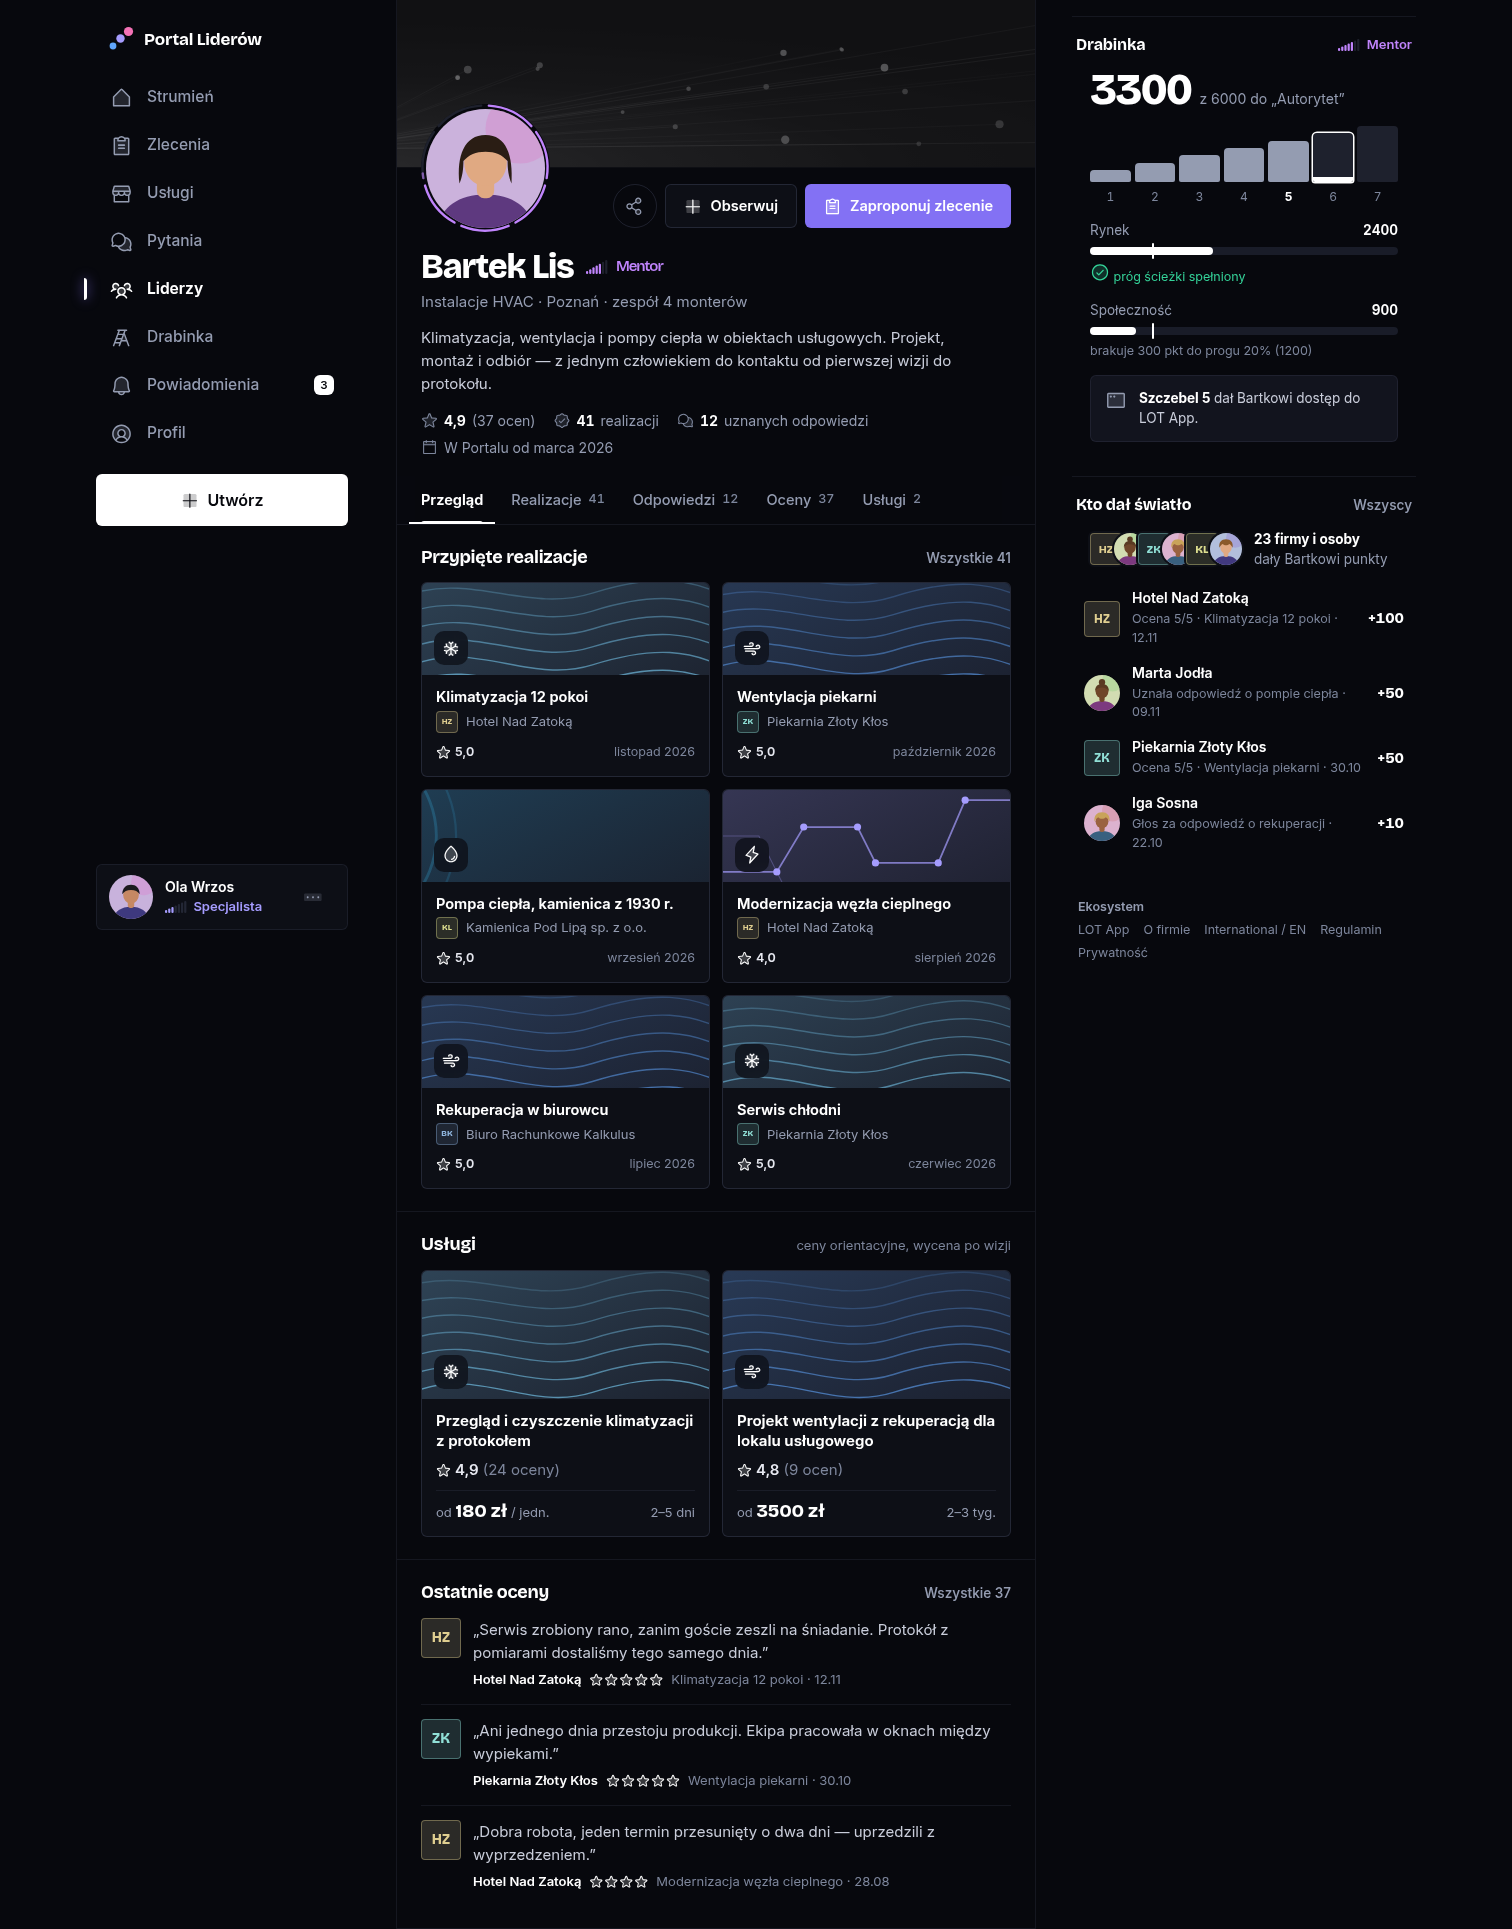 Portal Liderów
Strumień
Zlecenia
Usługi
Pytania
Liderzy
Drabinka
Powiadomienia 3
Profil
Utwórz
Ola Wrzos
Specjalista
Obserwuj
Zaproponuj zlecenie
Bartek Lis Mentor
Instalacje HVAC · Poznań · zespół 4 monterów
Klimatyzacja, wentylacja i pompy ciepła w obiektach usługowych. Projekt,
montaż i odbiór — z jednym człowiekiem do kontaktu od pierwszej wizji do
protokołu.
4,9 (37 ocen) 41 realizacji 12 uznanych odpowiedzi
W Portalu od marca 2026
Przegląd Realizacje 41 Odpowiedzi 12 Oceny 37 Usługi 2
Przypięte realizacje Wszystkie 41
Klimatyzacja 12 pokoi
HZ Hotel Nad Zatoką
5,0 listopad 2026
Wentylacja piekarni
ZK Piekarnia Złoty Kłos
5,0 październik 2026
Pompa ciepła, kamienica z 1930 r.
KL Kamienica Pod Lipą sp. z o.o.
5,0 wrzesień 2026
Modernizacja węzła cieplnego
HZ Hotel Nad Zatoką
4,0 sierpień 2026
Rekuperacja w biurowcu
BK Biuro Rachunkowe Kalkulus
5,0 lipiec 2026
Serwis chłodni
ZK Piekarnia Złoty Kłos
5,0 czerwiec 2026
Usługi ceny orientacyjne, wycena po wizji
Przegląd i czyszczenie klimatyzacji
z protokołem
4,9 (24 oceny)
od 180 zł / jedn. 2–5 dni
Projekt wentylacji z rekuperacją dla
lokalu usługowego
4,8 (9 ocen)
od 3500 zł 2–3 tyg.
Ostatnie oceny Wszystkie 37
HZ
„Serwis zrobiony rano, zanim goście zeszli na śniadanie. Protokół z
pomiarami dostaliśmy tego samego dnia.”
Hotel Nad Zatoką Klimatyzacja 12 pokoi · 12.11
ZK
„Ani jednego dnia przestoju produkcji. Ekipa pracowała w oknach między
wypiekami.”
Piekarnia Złoty Kłos Wentylacja piekarni · 30.10
HZ
„Dobra robota, jeden termin przesunięty o dwa dni — uprzedzili z
wyprzedzeniem.”
Hotel Nad Zatoką Modernizacja węzła cieplnego · 28.08
Drabinka Mentor
3300 z 6000 do „Autorytet”
1 2 3 4 5 6 7
Rynek 2400
próg ścieżki spełniony
Społeczność 900
brakuje 300 pkt do progu 20% (1200)
Szczebel 5 dał Bartkowi dostęp do
LOT App.
Kto dał światło Wszyscy
HZ ZK KL
23 firmy i osoby
dały Bartkowi punkty
HZ
Hotel Nad Zatoką
Ocena 5/5 · Klimatyzacja 12 pokoi ·
12.11
+100
Marta Jodła
Uznała odpowiedź o pompie ciepła ·
09.11
+50
ZK
Piekarnia Złoty Kłos
Ocena 5/5 · Wentylacja piekarni · 30.10
+50
Iga Sosna
Głos za odpowiedź o rekuperacji ·
22.10
+10
Ekosystem
LOT App O firmie International / EN Regulamin
Prywatność